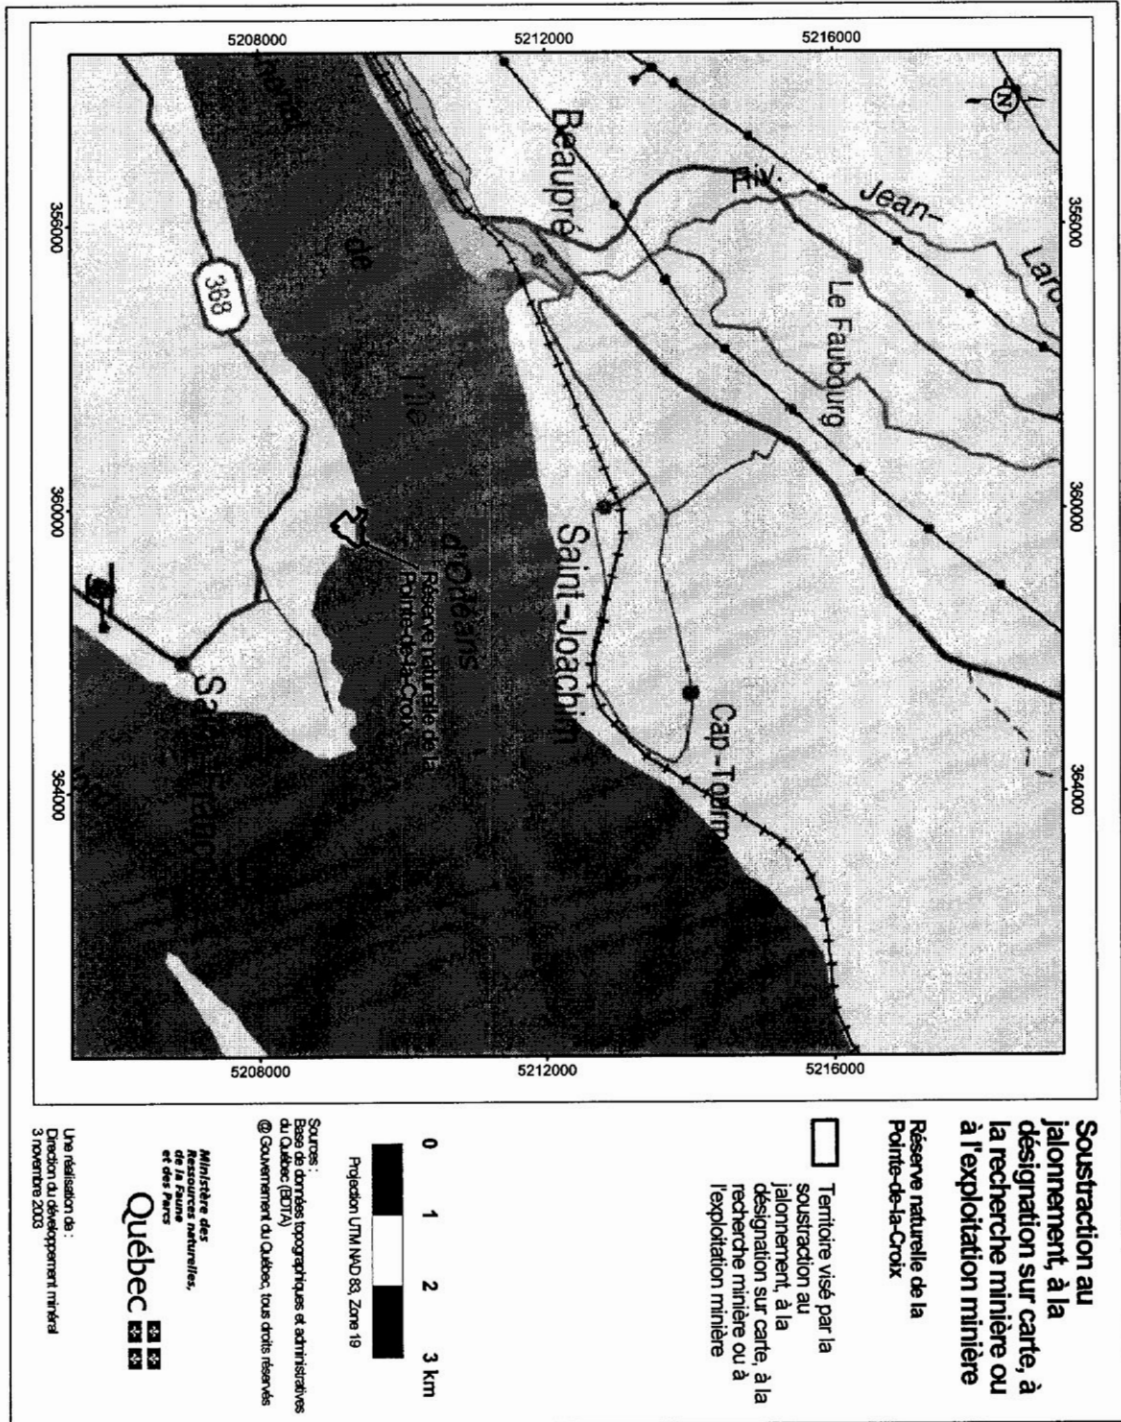 5208000
5212000
5216000
356000
360000
364000
356000
360000
364000
5208000
5212000
5216000
N
Riv.
Jean-
Beaupré
Le Faubourg
368
de
l'Île
d'Orléans
Saint-Joachim
Réserve naturelle de la
Pointe-de-la-Croix
Soustraction au
jalonnement, à la
désignation sur carte, à
la recherche minière ou
à l'exploitation minière
Réserve naturelle de la
Pointe-de-la-Croix
Territoire visé par la
soustraction au
jalonnement, à la
désignation sur carte, à la
recherche minière ou à
l'exploitation minière
0 1 2 3 km
Projection UTM NAD 83, Zone 19
Sources :
Base de données topographiques et administratives
du Québec (BDTA)
@ Gouvernement du Québec, tous droits réservés
Ministère des
Ressources naturelles,
de la Faune
et des Parcs
Québec
Une réalisation de :
Direction du développement minéral
3 novembre 2003